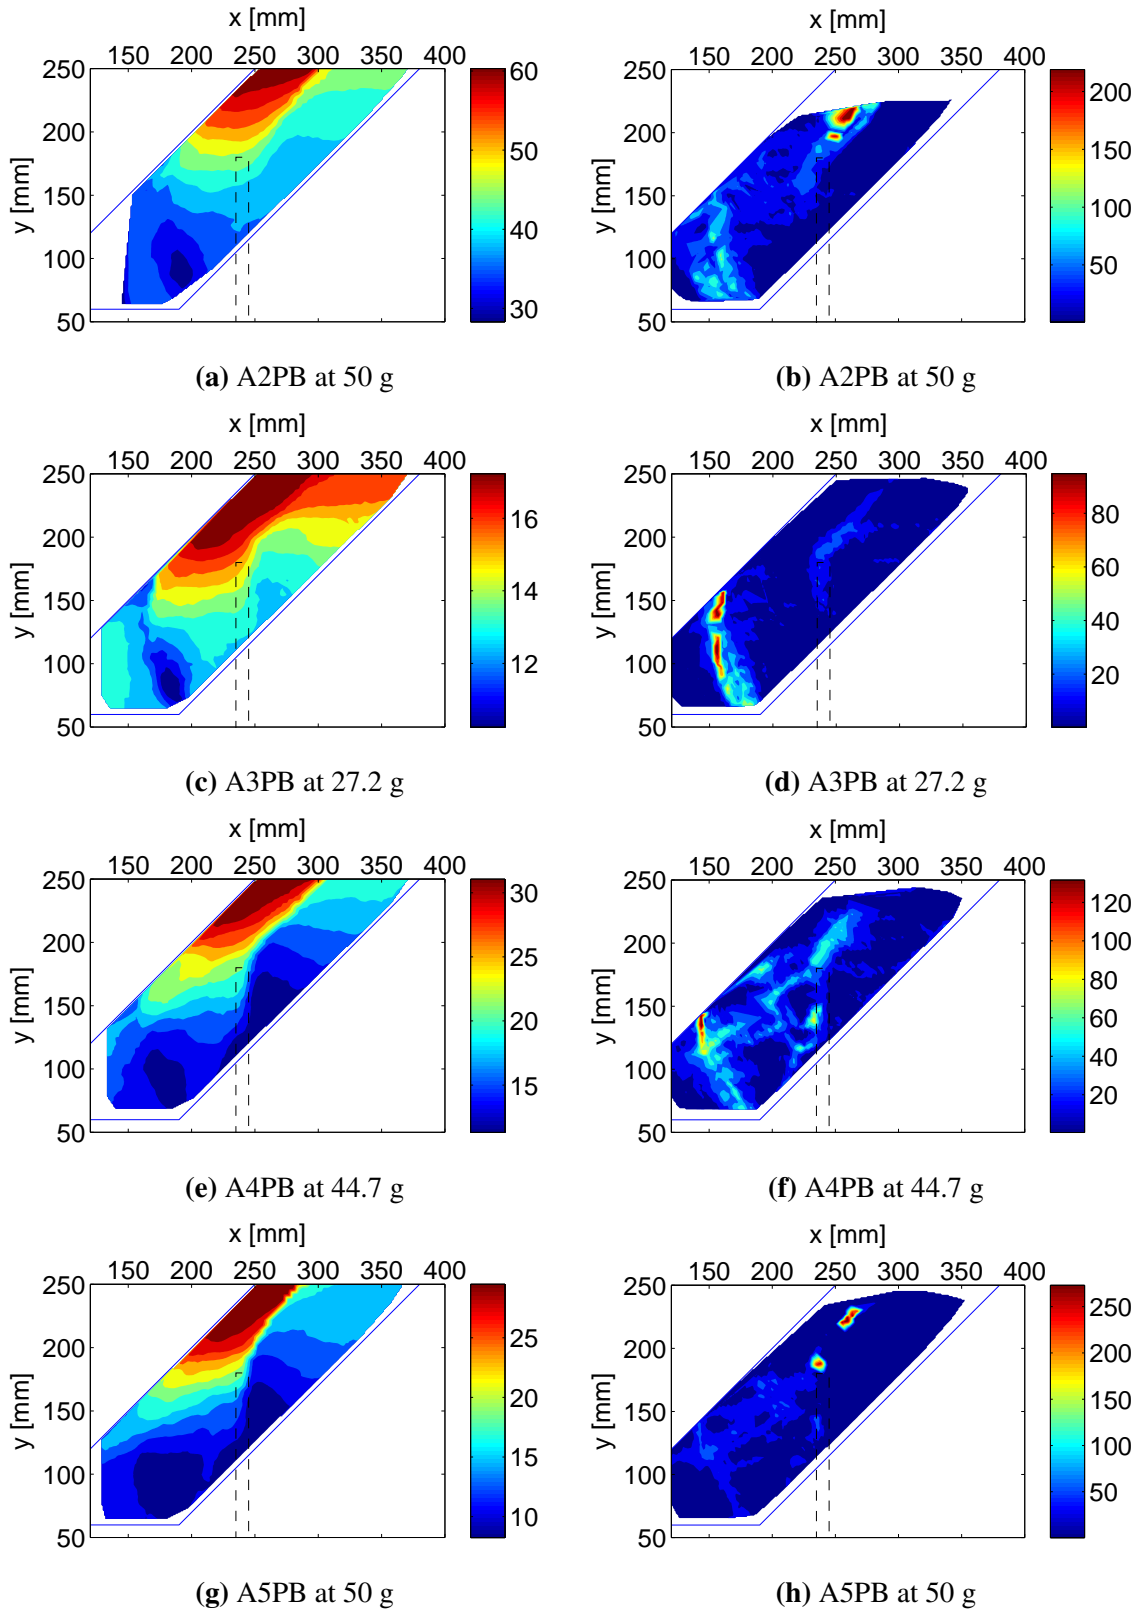 x [mm] x [mm]
150 200 250 300 350 400 150 200 250 300 350 400
250 60 250 200
200 50 200 150
y [mm] y [mm]
150 150 100
40
100 100 50
50 30 50
(a) A2PB at 50 g (b) A2PB at 50 g
x [mm] x [mm]
150 200 250 300 350 400 150 200 250 300 350 400
250 250
200 16 200 80
y [mm] y [mm]
150 14 150 60
40
100 12 100 20
50 50
(c) A3PB at 27.2 g (d) A3PB at 27.2 g
x [mm] x [mm]
150 200 250 300 350 400 150 200 250 300 350 400
250 30 250 120
200 25 200 100
80
y [mm] y [mm]
150 20 150 60
40
100 15 100 20
50 50
(e) A4PB at 44.7 g (f) A4PB at 44.7 g
x [mm] x [mm]
150 200 250 300 350 400 150 200 250 300 350 400
250 250 250
200 25 200 200
20 150
y [mm] y [mm]
150 15 150 100
100 10 100 50
50 50
(g) A5PB at 50 g (h) A5PB at 50 g